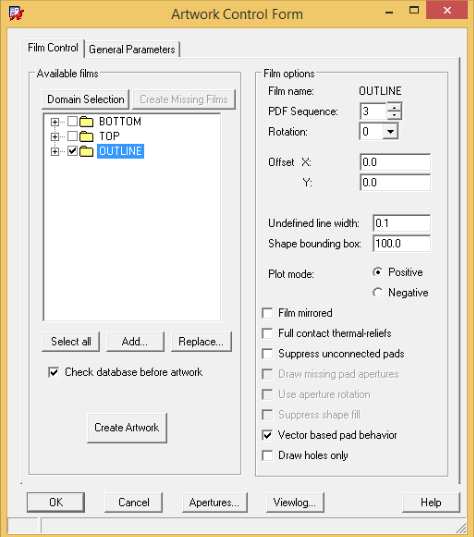 Artwork Control Form
Film Control
General Parameters
Available films
Domain Selection
Create Missing Films
BOTTOM
TOP
OUTLINE
Select all
Add...
Replace...
Check database before artwork
Create Artwork
Film options
Film name: OUTLINE
PDF Sequence: 3
Rotation: 0
Offset X: 0.0
Y: 0.0
Undefined line width: 0.1
Shape bounding box: 100.0
Plot mode: Positive
Negative
Film mirrored
Full contact thermal-reliefs
Suppress unconnected pads
Draw missing pad apertures
Use aperture rotation
Suppress shape fill
Vector based pad behavior
Draw holes only
OK
Cancel
Apertures...
Viewlog...
Help